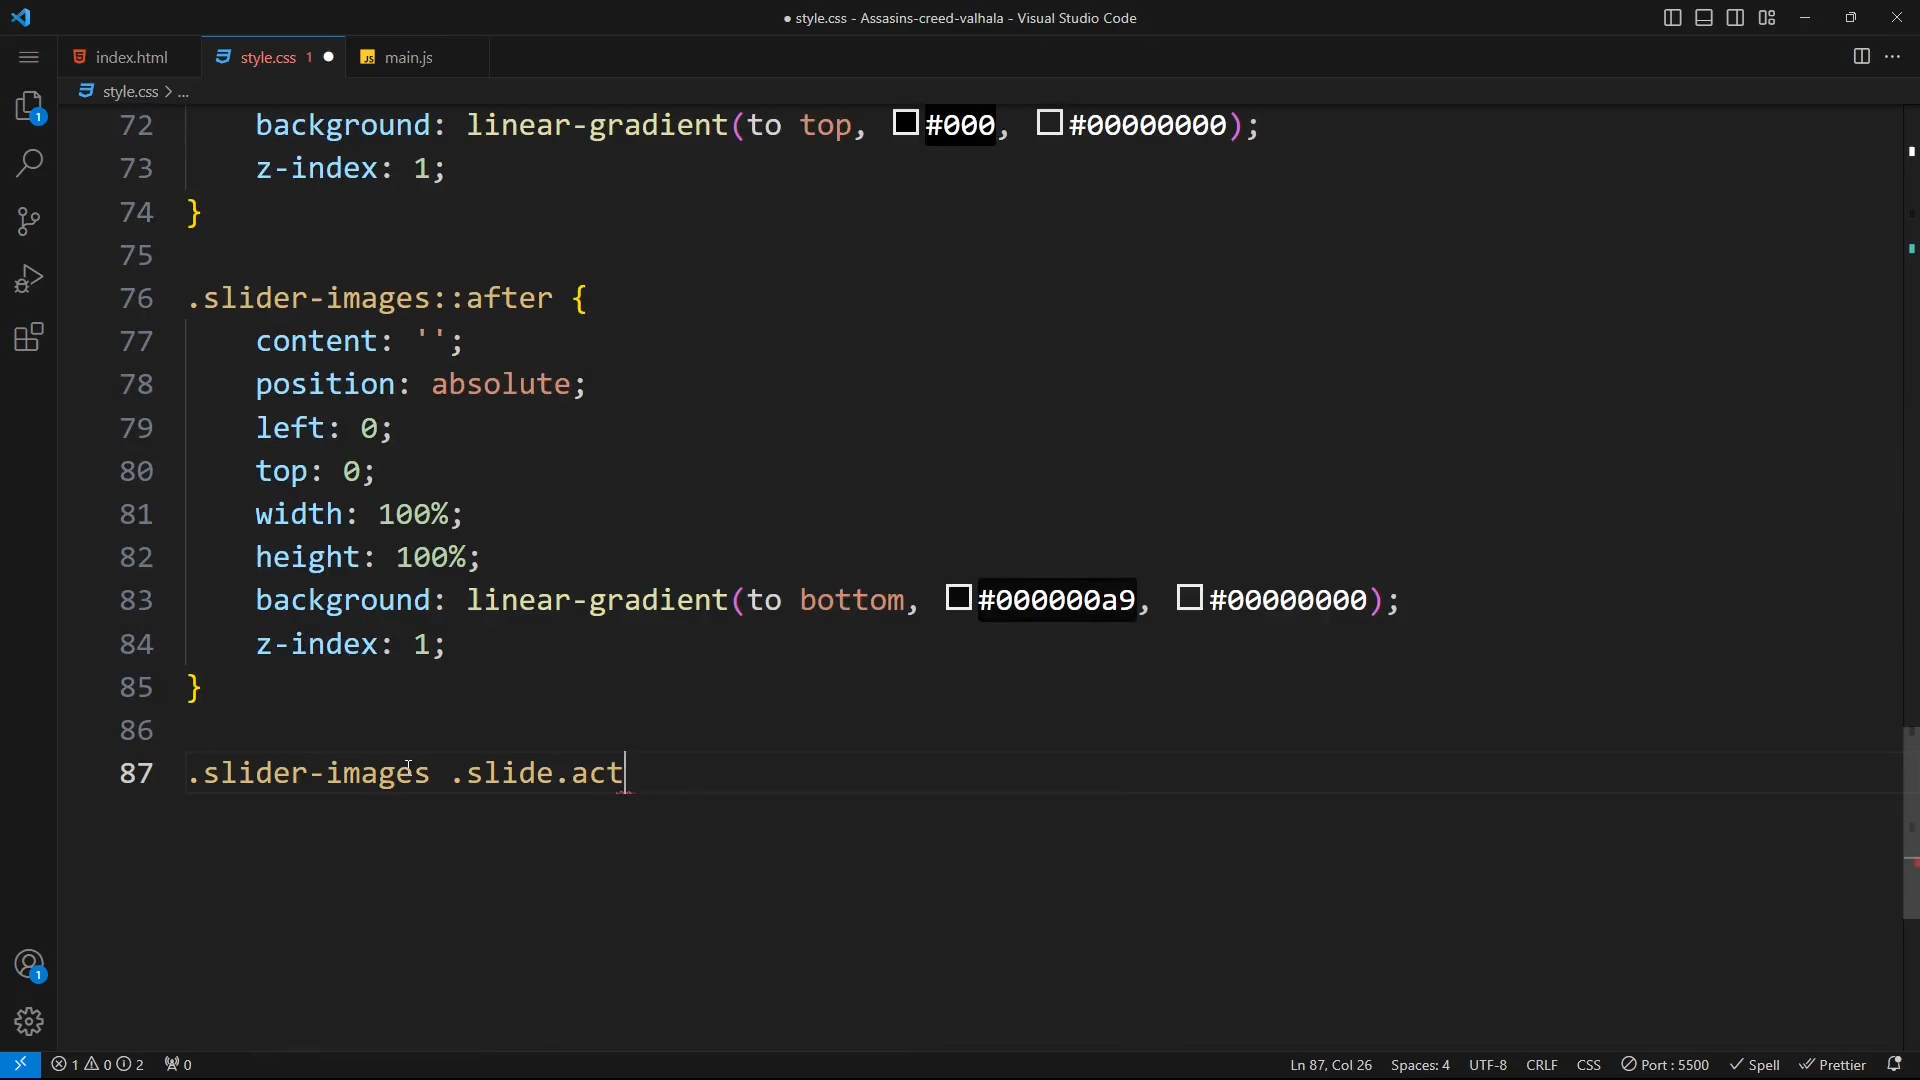 ● style.css - Assasins-creed-valhala - Visual Studio Code
index.html style.css 1 JS main.js
style.css > ...
72 background: linear-gradient(to top, #000, #00000000);
73 z-index: 1;
74 }
75
76 .slider-images::after {
77 content: '';
78 position: absolute;
79 left: 0;
80 top: 0;
81 width: 100%;
82 height: 100%;
83 background: linear-gradient(to bottom, #000000a9, #00000000);
84 z-index: 1;
85 }
86
87 .slider-images .slide.act
1
1
1 0 2 0 Ln 87, Col 26 Spaces: 4 UTF-8 CRLF CSS Port : 5500 Spell Prettier